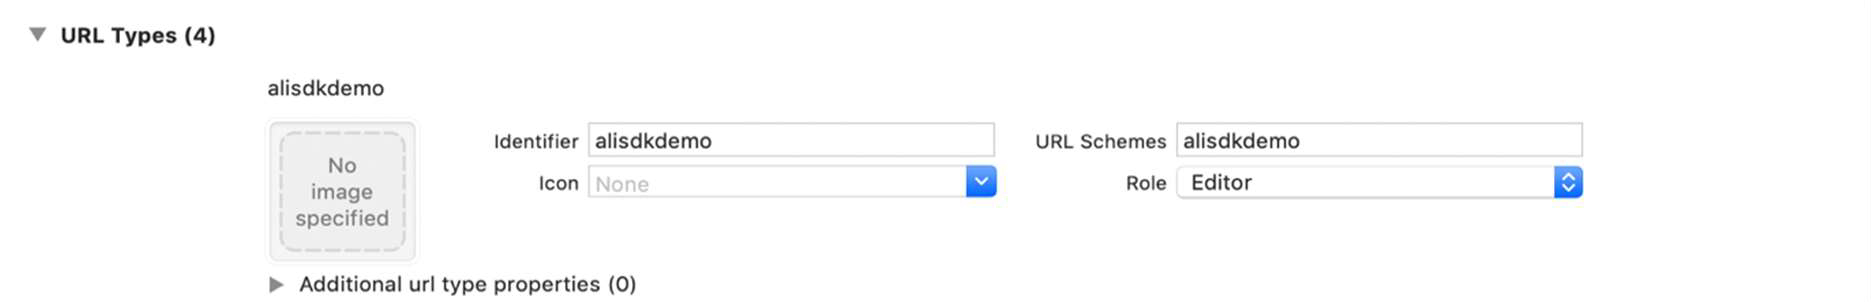 URL Types (4)
alisdkdemo
No
image
specified
Identifier alisdkdemo
URL Schemes alisdkdemo
Icon None
Role Editor
Additional url type properties (0)